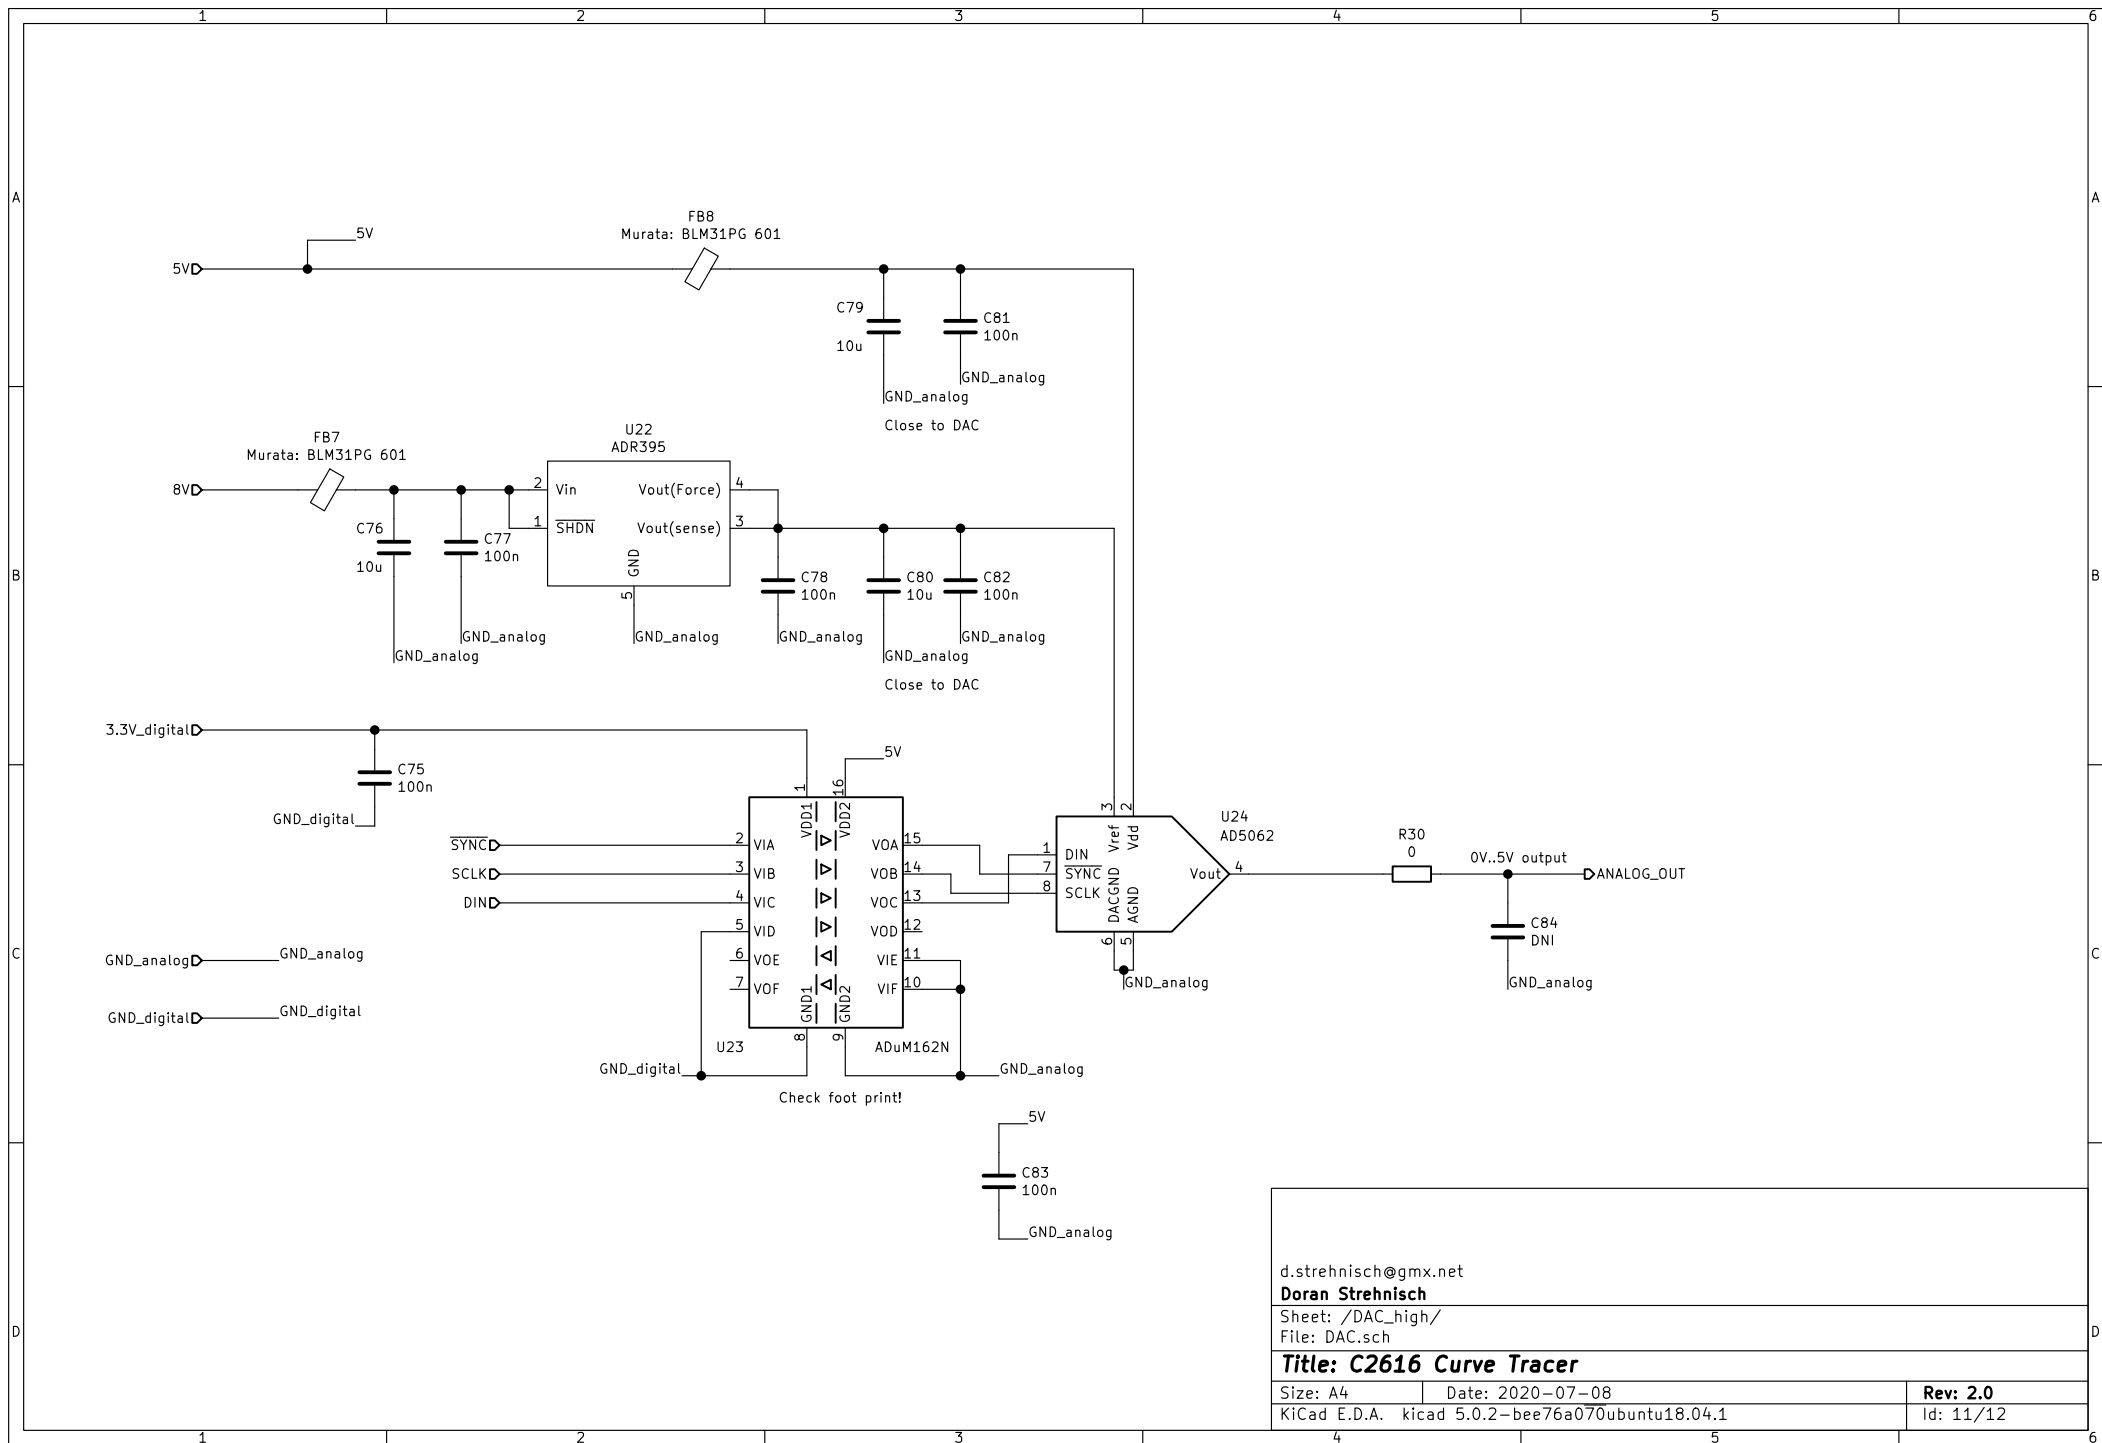 1 2 3 4 5 6
A A
FB8
Murata: BLM31PG 601
5V
5V
C79
10u
C81
100n
GND_analog
GND_analog
Close to DAC
U22
ADR395
FB7
Murata: BLM31PG 601
8V
2 Vin Vout(Force) 4
1 SHDN Vout(sense) 3
GND
5
C76
10u
C77
100n
C78
100n
C80
10u
C82
100n
GND_analog GND_analog GND_analog GND_analog
GND_analog GND_analog
Close to DAC
B B
3.3V_digital
C75
100n
GND_digital
5V
1 16
VDD1 VDD2
SYNC 2 VIA VOA 15
SCLK 3 VIB VOB 14
DIN 4 VIC VOC 13
5 VID VOD 12
6 VOE VIE 11
7 VOF VIF 10
GND1 GND2
8 9
U23 ADuM162N
GND_digital GND_analog
Check foot print!
3 2
Vref Vdd
U24
AD5062
1 DIN
7 SYNC
8 SCLK
Vout 4
DACGND AGND
6 5
GND_analog
R30
0
0V..5V output
ANALOG_OUT
C84
DNI
GND_analog
C C
GND_analog GND_analog
GND_digital GND_digital
5V
C83
100n
GND_analog
D D
d.strehnisch@gmx.net
Doran Strehnisch
Sheet: /DAC_high/
File: DAC.sch
Title: C2616 Curve Tracer
Size: A4 Date: 2020-07-08 Rev: 2.0
KiCad E.D.A. kicad 5.0.2-bee76a070ubuntu18.04.1 Id: 11/12
1 2 3 4 5 6